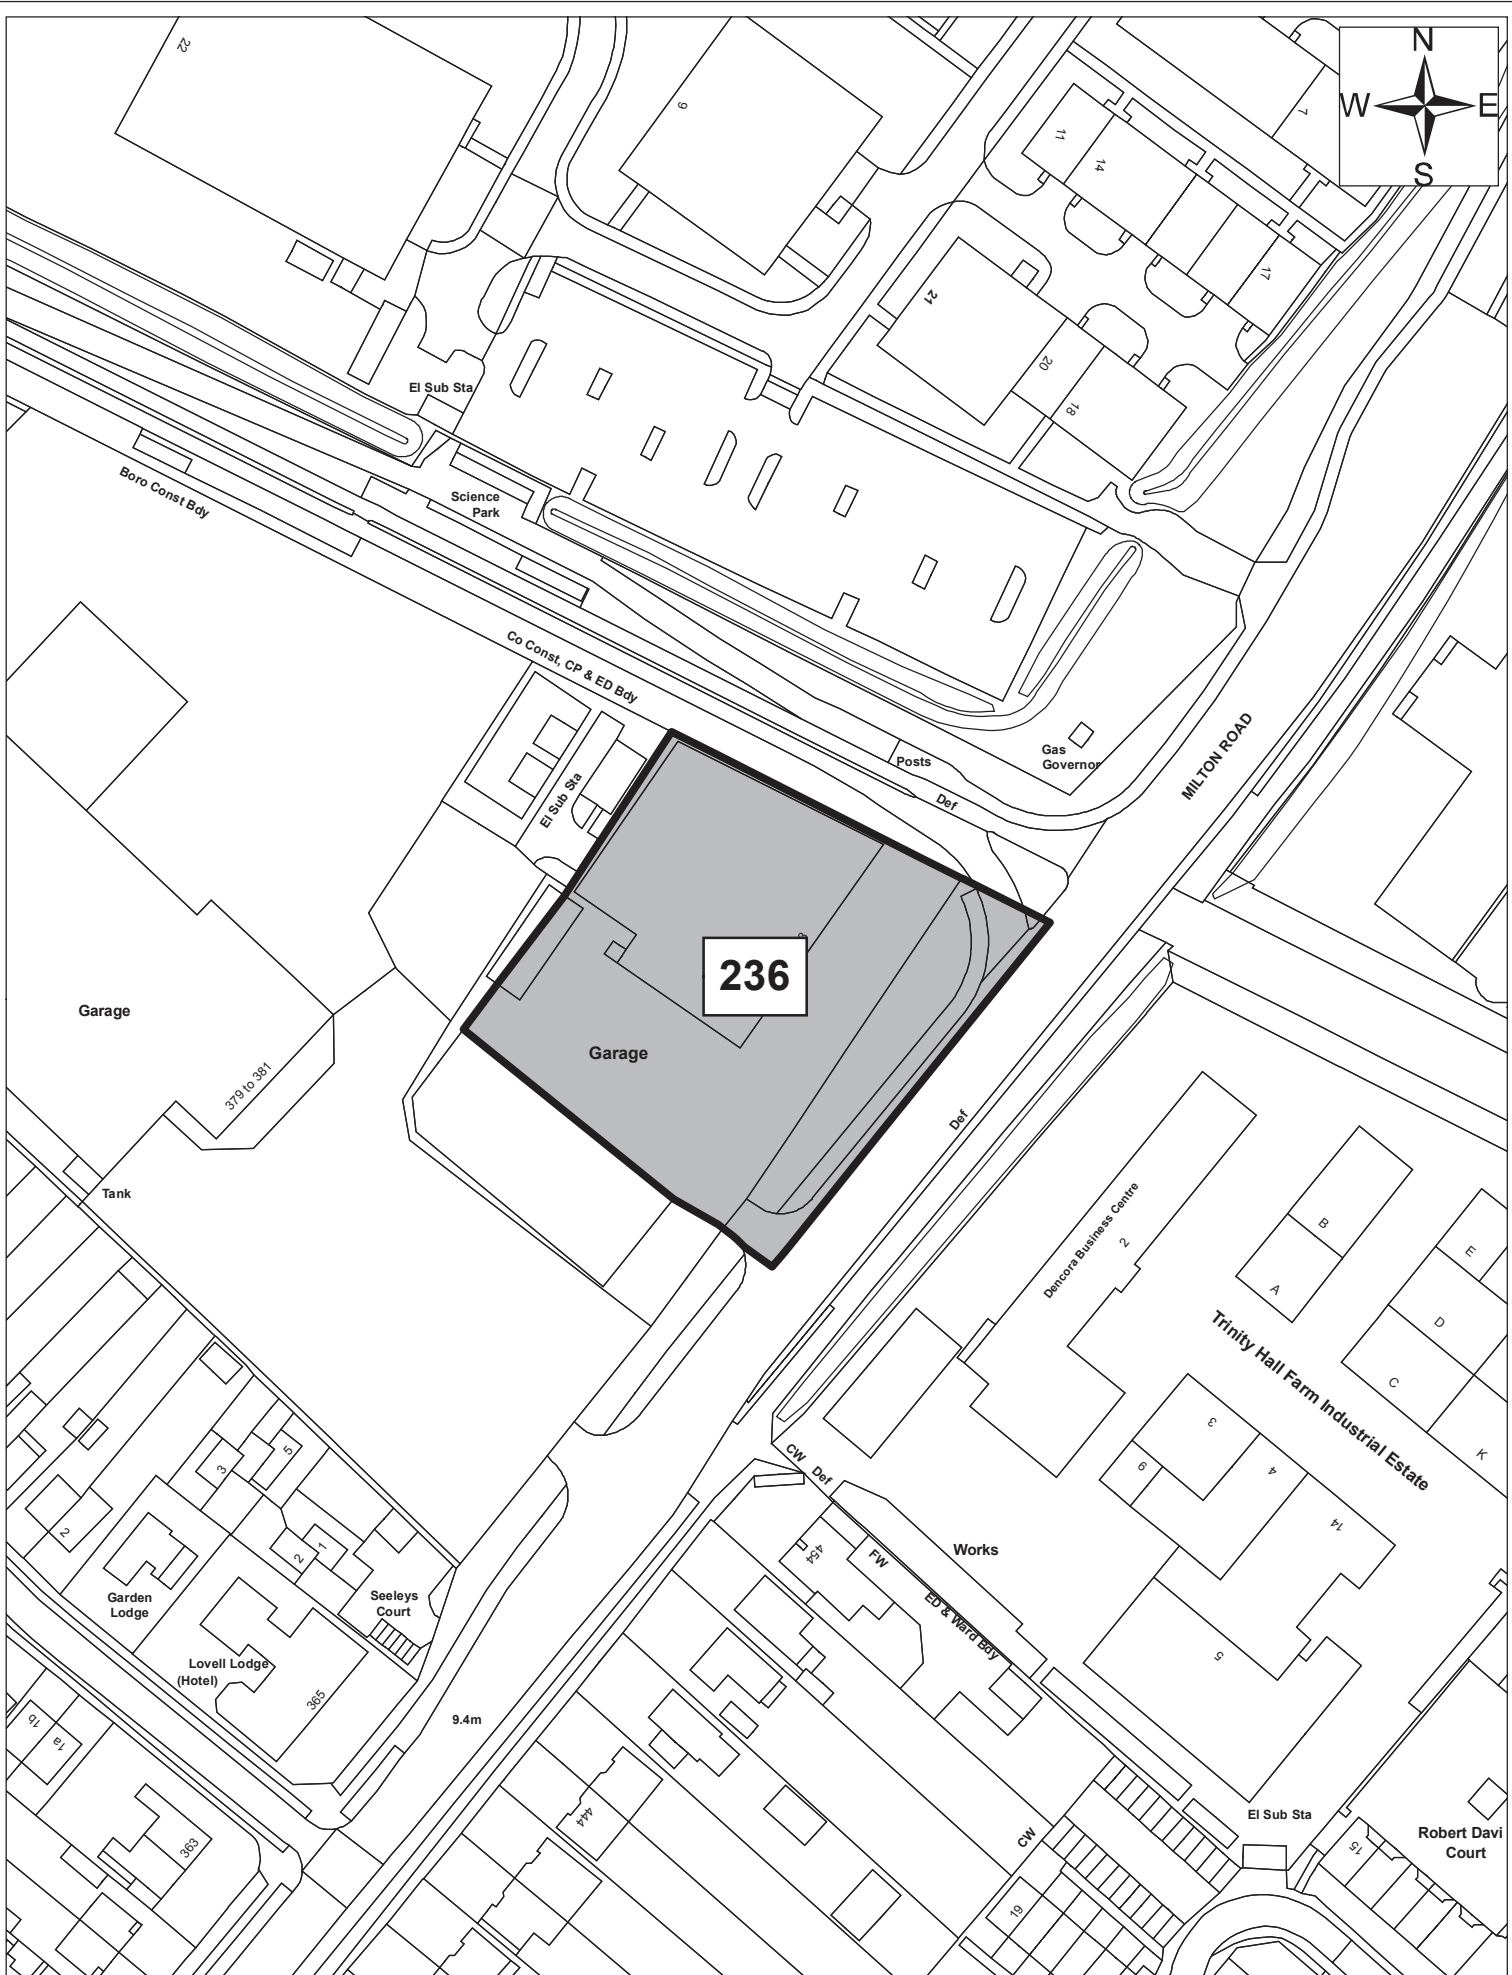 N
W
E
S
22
9
7
11
14
17
21
20
18
El Sub Sta
Boro Const Bdy
Science
Park
Co Const, CP & ED Bdy
Posts
Gas
Governor
MILTON ROAD
Def
El Sub Sta
236
Garage
Garage
379 to 381
Tank
Def
Dencora Business Centre
2
B
A
E
D
C
K
Trinity Hall Farm Industrial Estate
3
4
14
5
CW
Def
Works
454
FW
ED & Ward Bdy
5
3
2
2
1
Garden
Lodge
Seeleys
Court
Lovell Lodge
(Hotel)
365
9.4m
1b
1a
363
444
CW
El Sub Sta
Robert Davi
Court
15
19